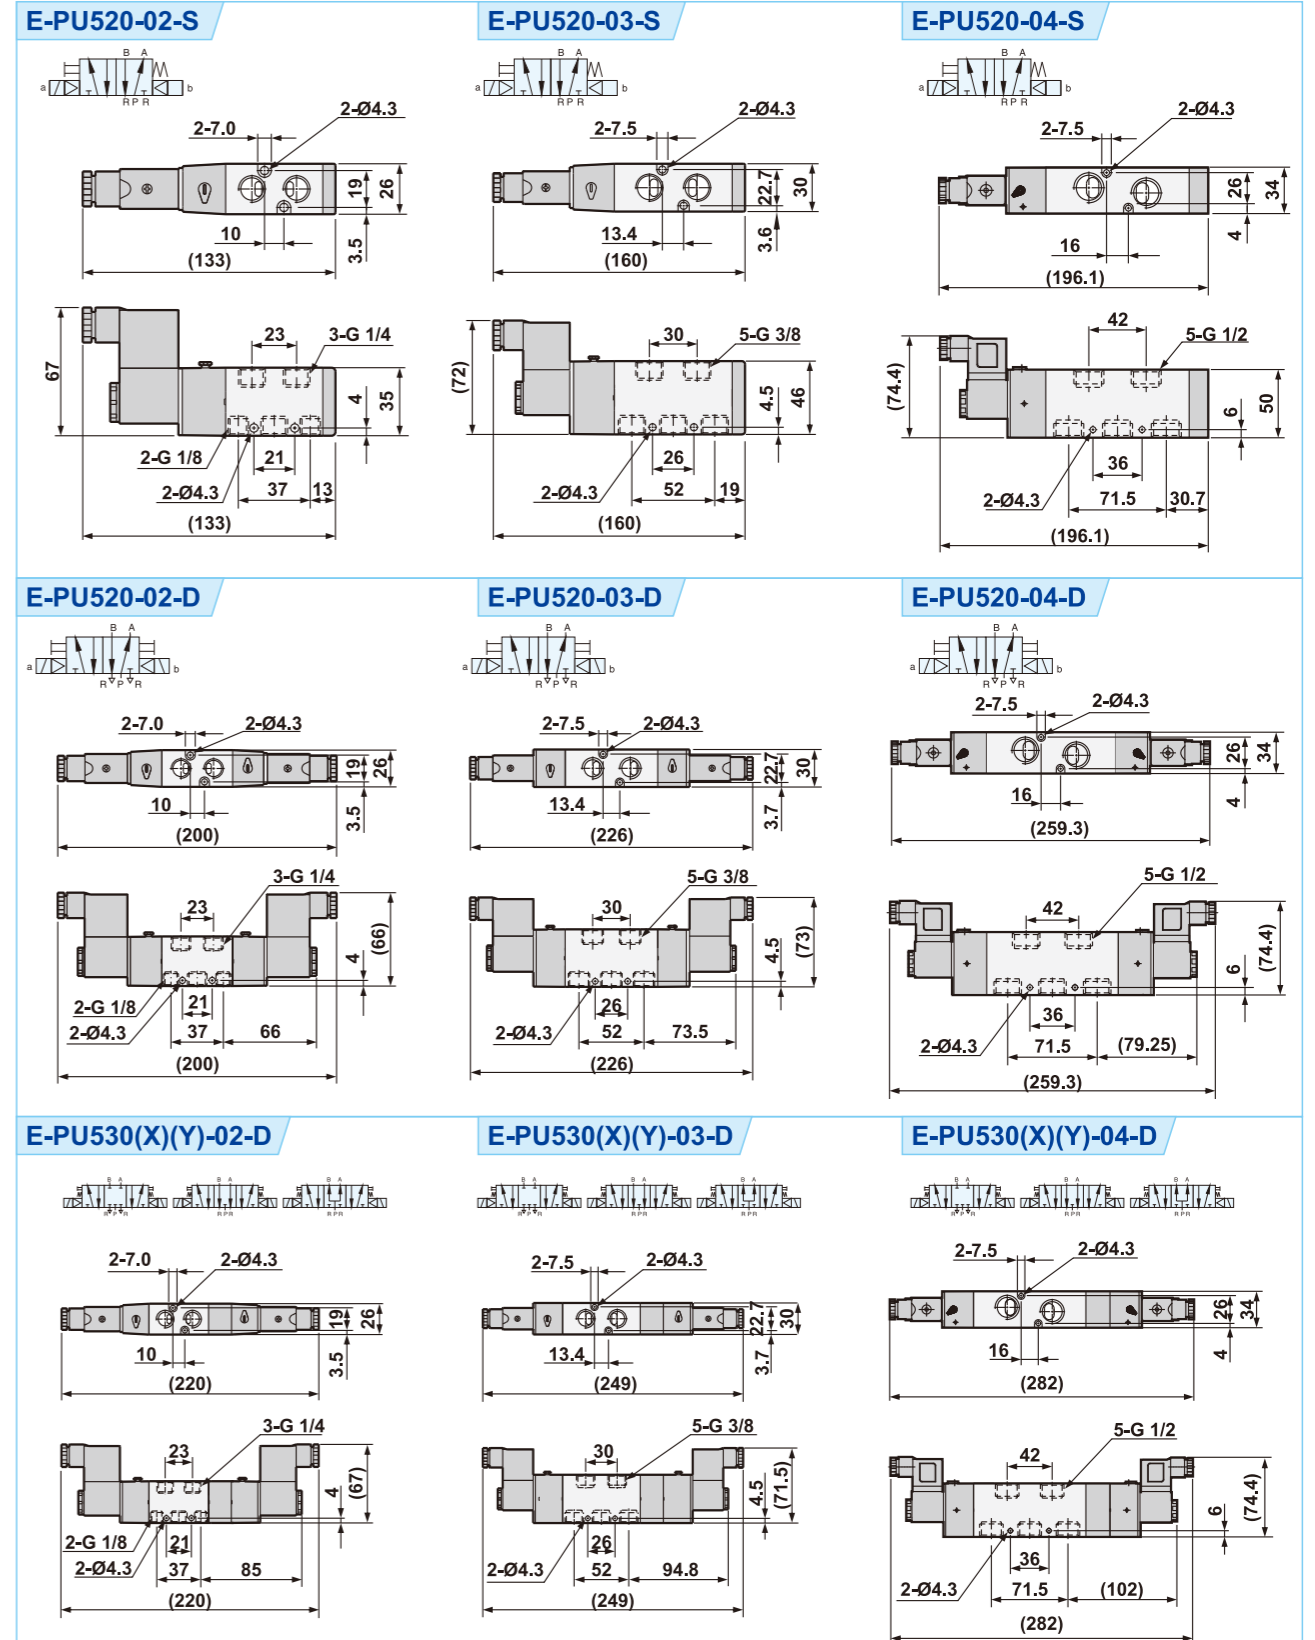 E-PU520-02-S
B A
a
b
R P R
2-Ø4.3
2-7.0
19
26
10
3.5
(133)
67
23
3-G 1/4
4
35
2-G 1/8
21
2-Ø4.3
37
13
(133)
E-PU520-03-S
B A
a
b
R P R
2-Ø4.3
2-7.5
22.7
30
13.4
3.6
(160)
(72)
30
5-G 3/8
4.5
46
26
2-Ø4.3
52
19
(160)
E-PU520-04-S
B A
a
b
R P R
2-Ø4.3
2-7.5
26
34
16
4
(196.1)
(74.4)
42
5-G 1/2
6
50
36
2-Ø4.3
71.5
30.7
(196.1)
E-PU520-02-D
B A
a
b
R P R
2-7.0
2-Ø4.3
19
26
10
3.5
(200)
3-G 1/4
23
(66)
4
2-G 1/8
21
2-Ø4.3
37
66
(200)
E-PU520-03-D
B A
a
b
R P R
2-7.5
2-Ø4.3
22.7
30
13.4
3.7
(226)
5-G 3/8
30
(73)
4.5
26
2-Ø4.3
52
73.5
(226)
E-PU520-04-D
B A
a
b
R P R
2-7.5
2-Ø4.3
26
34
16
4
(259.3)
5-G 1/2
42
(74.4)
6
36
2-Ø4.3
71.5
(79.25)
(259.3)
E-PU530(X)(Y)-02-D
B A
B A
B A
R P R
R P R
R P R
2-7.0
2-Ø4.3
19
26
10
3.5
(220)
3-G 1/4
23
(67)
4
2-G 1/8
21
2-Ø4.3
37
85
(220)
E-PU530(X)(Y)-03-D
B A
B A
B A
R P R
R P R
R P R
2-7.5
2-Ø4.3
22.7
30
13.4
3.7
(249)
5-G 3/8
30
(71.5)
4.5
26
2-Ø4.3
52
94.8
(249)
E-PU530(X)(Y)-04-D
B A
B A
B A
R P R
R P R
R P R
2-7.5
2-Ø4.3
26
34
16
4
(282)
5-G 1/2
42
(74.4)
6
36
2-Ø4.3
71.5
(102)
(282)